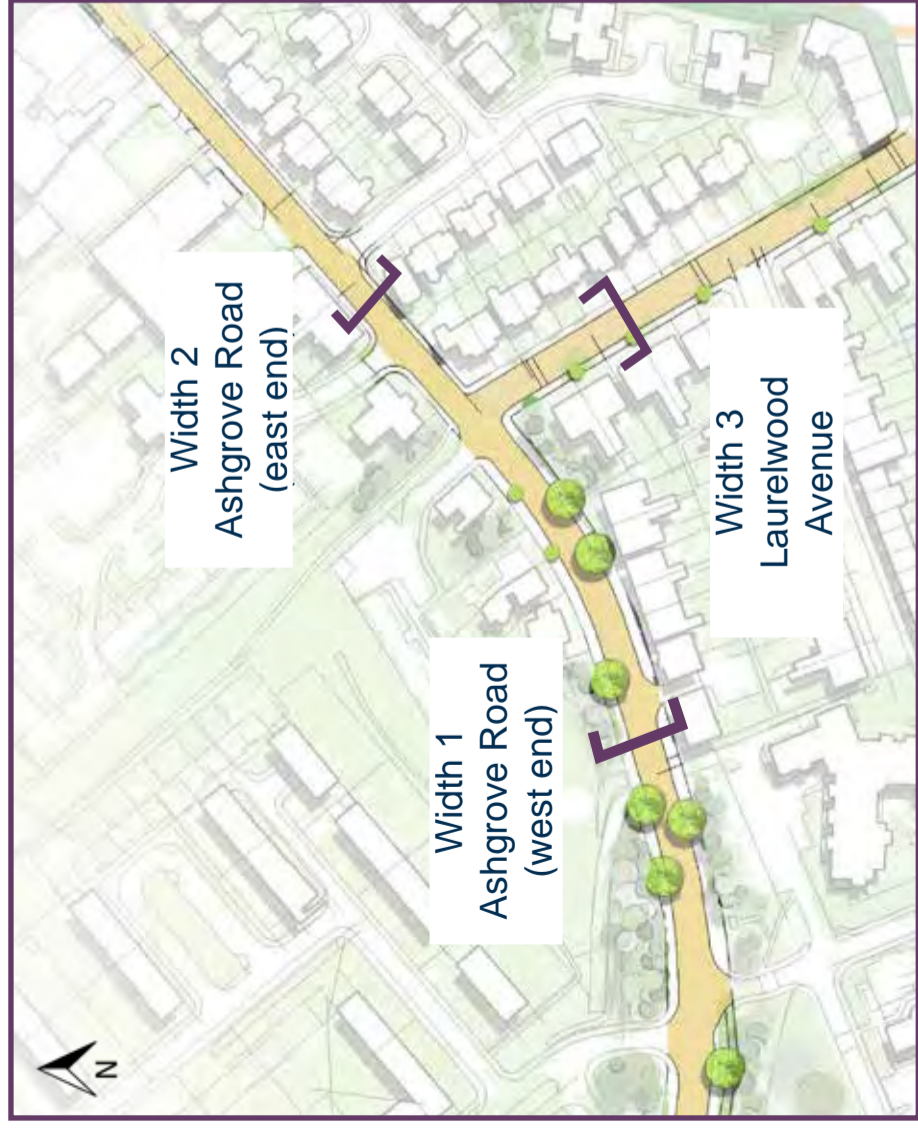 Width 2
Ashgrove Road
(east end)
Width 1
Ashgrove Road
(west end)
Width 3
Laurelwood
Avenue
N